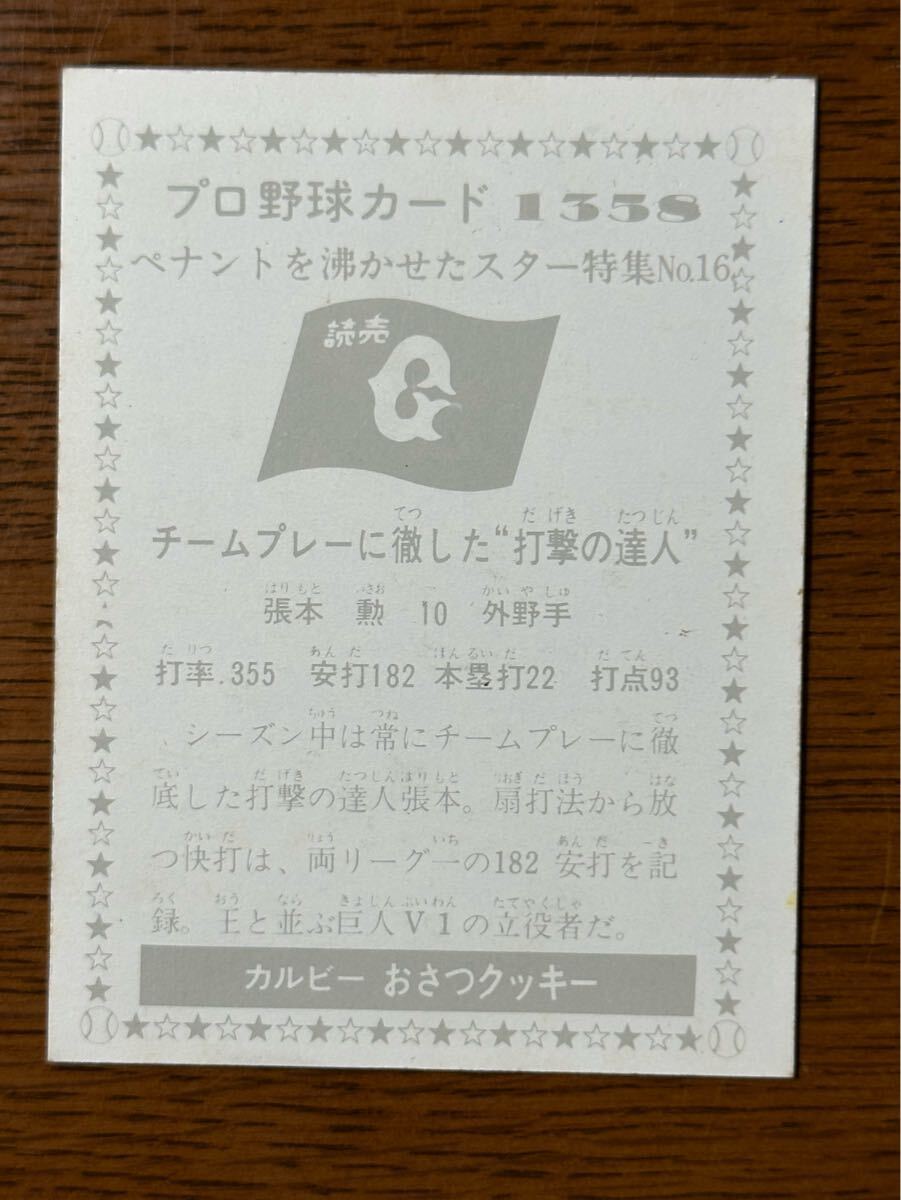 プロ野球カード 1358
ペナントを沸かせたスター特集No.16
読売
G
チームプレーに徹した“打撃の達人”
張本 勲 10 外野手
打率.355 安打182 本塁打22 打点93
シーズン中は常にチームプレーに徹
底した打撃の達人張本。扇打法から放
つ快打は、両リーグ一の182安打を記
録。王と並ぶ巨人V1の立役者だ。
カルビー おさつクッキー